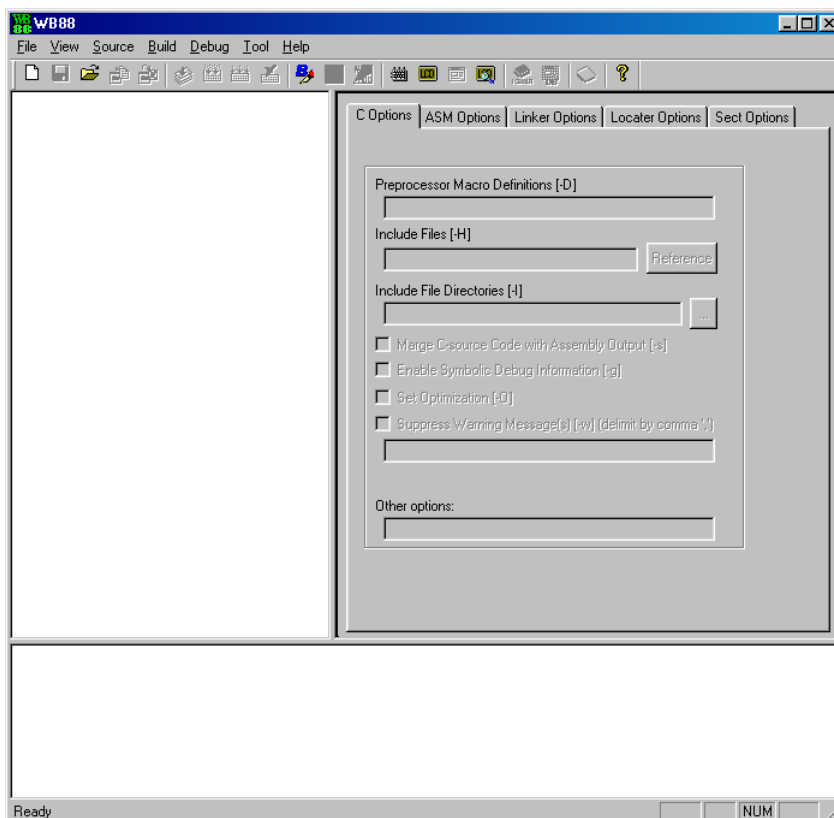 WB88
File View Source Build Debug Tool Help
LCD
C Options ASM Options Linker Options Locater Options Sect Options
Preprocessor Macro Definitions [-D]
Include Files [-H]
Reference
Include File Directories [-I]
...
Marge C-source Code with Assembly Output [-s]
Enable Symbolic Debug Information [-g]
Set Optimization [-O]
Suppress Warning Message(s) [-w] (delimit by comma ',')
Other options:
Ready NUM